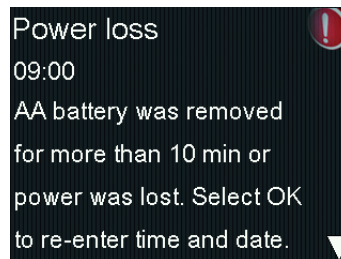 Power loss
09:00
AA battery was removed
for more than 10 min or
power was lost. Select OK
to re-enter time and date.